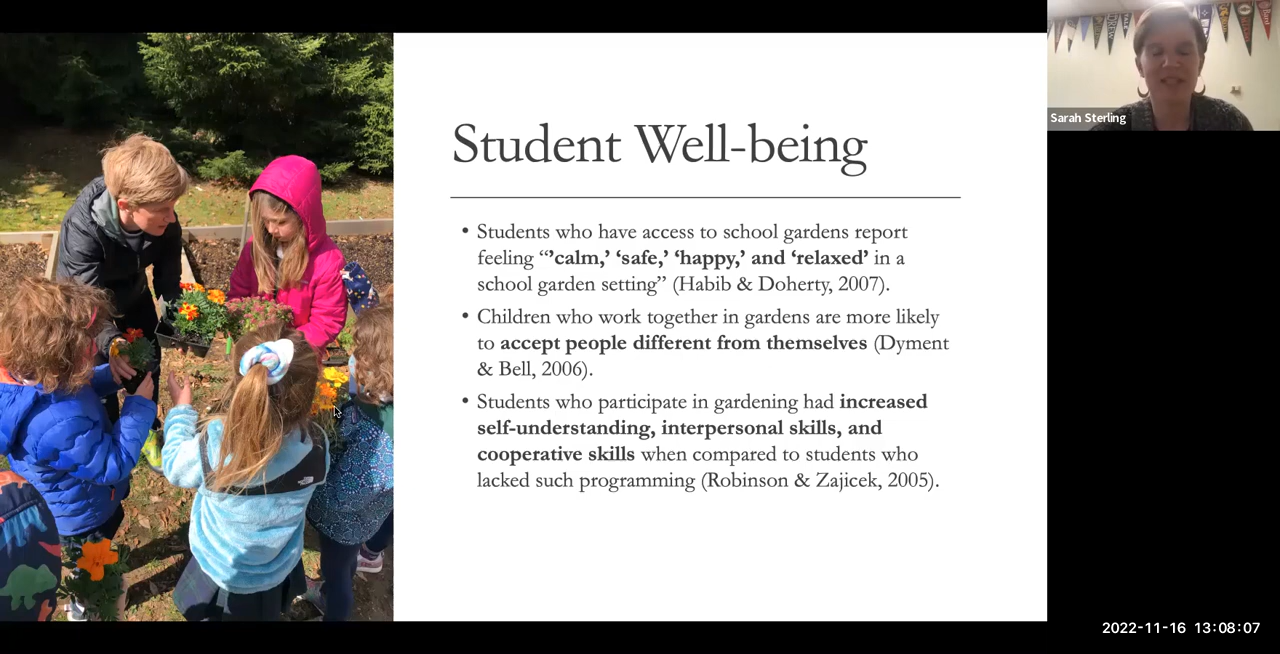 Student Well-being
• Students who have access to school gardens report
feeling “’calm,’ ‘safe,’ ‘happy,’ and ‘relaxed’ in a
school garden setting” (Habib & Doherty, 2007).
• Children who work together in gardens are more likely
to accept people different from themselves (Dyment
& Bell, 2006).
• Students who participate in gardening had increased
self-understanding, interpersonal skills, and
cooperative skills when compared to students who
lacked such programming (Robinson & Zajicek, 2005).
Sarah Sterling
2022-11-16 13:08:07